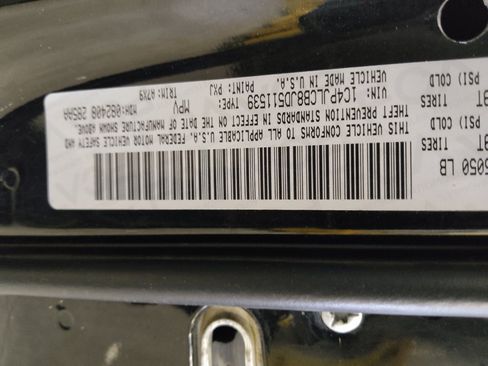 5050 LB
9T TIRES
PSI) COLD
9T TIRES
PSI) COLD
THIS VEHICLE CONFORMS TO ALL APPLICABLE U.S.A. FEDERAL MOTOR VEHICLE SAFETY AND
THEFT PREVENTION STANDARDS IN EFFECT ON THE DATE OF MANUFACTURE SHOWN ABOVE.
VIN: 1C4PJLCB8JD511539 TYPE: MPV MDH: 082408 285AA
VEHICLE MADE IN U.S.A. PAINT: PXJ TRIM: A7X9